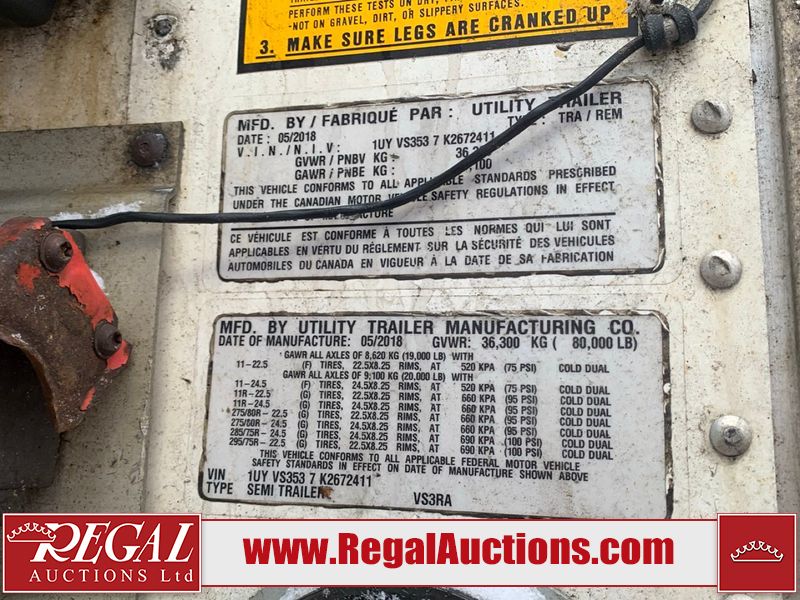 PERFORM THESE TESTS ON DRY,
-NOT ON GRAVEL, DIRT, OR SLIPPERY SURFACES.
3. MAKE SURE LEGS ARE CRANKED UP
MFD. BY / FABRIQUÉ PAR: UTILITY TRAILER
DATE: 05/2018 TYPE: TRA / REM
V.I.N./N.I.V: 1UY VS353 7 K2672411
GVWR / PNBV KG
GAWR / PNBE KG :
THIS VEHICLE CONFORMS TO ALL APPLICABLE STANDARDS PRESCRIBED
UNDER THE CANADIAN MOTOR VEHICLE SAFETY REGULATIONS IN EFFECT
CE VÉHICULE EST CONFORME À TOUTES LES NORMES QUI LUI SONT
APPLICABLES EN VERTU DU RÉGLEMENT SUR LA SÉCURITÉ DES VEHICULES
AUTOMOBILES DU CANADA EN VIGUEUR À LA DATE DE SA FABRICATION
MFD. BY UTILITY TRAILER MANUFACTURING CO.
DATE OF MANUFACTURE: 05/2018 GVWR: 36,300 KG ( 80,000 LB)
GAWR ALL AXLES OF 8,620 KG (19,000 LB) WITH
11-22.5 (F) TIRES, 22.5X8.25 RIMS, AT 520 KPA (75 PSI) COLD DUAL
GAWR ALL AXLES OF 9,100 KG (20,000 LB) WITH
11-24.5 (F) TIRES, 24.5X8.25 RIMS, AT 520 KPA (75 PSI) COLD DUAL
11R-22.5 (G) TIRES, 22.5X8.25 RIMS, AT 660 KPA (95 PSI) COLD DUAL
11R-24.5 (G) TIRES, 24.5X8.25 RIMS, AT 660 KPA (95 PSI) COLD DUAL
275/80R-22.5 (G) TIRES, 22.5X8.25 RIMS, AT 660 KPA (95 PSI) COLD DUAL
275/80R-24.5 (G) TIRES, 24.5X8.25 RIMS, AT 660 KPA (95 PSI) COLD DUAL
285/75R-24.5 (G) TIRES, 24.5X8.25 RIMS, AT 690 KPA (100 PSI) COLD DUAL
295/75R-22.5 (G) TIRES, 22.5X8.25 RIMS, AT 690 KPA (100 PSI) COLD DUAL
THIS VEHICLE CONFORMS TO ALL APPLICABLE FEDERAL MOTOR VEHICLE
SAFETY STANDARDS IN EFFECT ON DATE OF MANUFACTURE SHOWN ABOVE
VIN 1UY VS353 7 K2672411
TYPE SEMI TRAILER VS3RA
REGAL
AUCTIONS Ltd
www.RegalAuctions.com